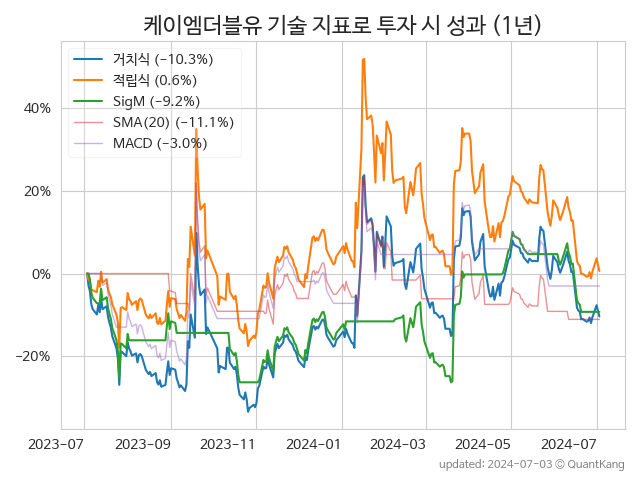 케이엠더블유 기술 지표로 투자 시 성과 (1년)
거치식 (−10.3%)
적립식 (0.6%)
SigM (−9.2%)
SMA(20) (−11.1%)
MACD (−3.0%)
40%
20%
0%
−20%
2023-07 2023-09 2023-11 2024-01 2024-03 2024-05 2024-07
updated: 2024-07-03 ⓒ QuantKang